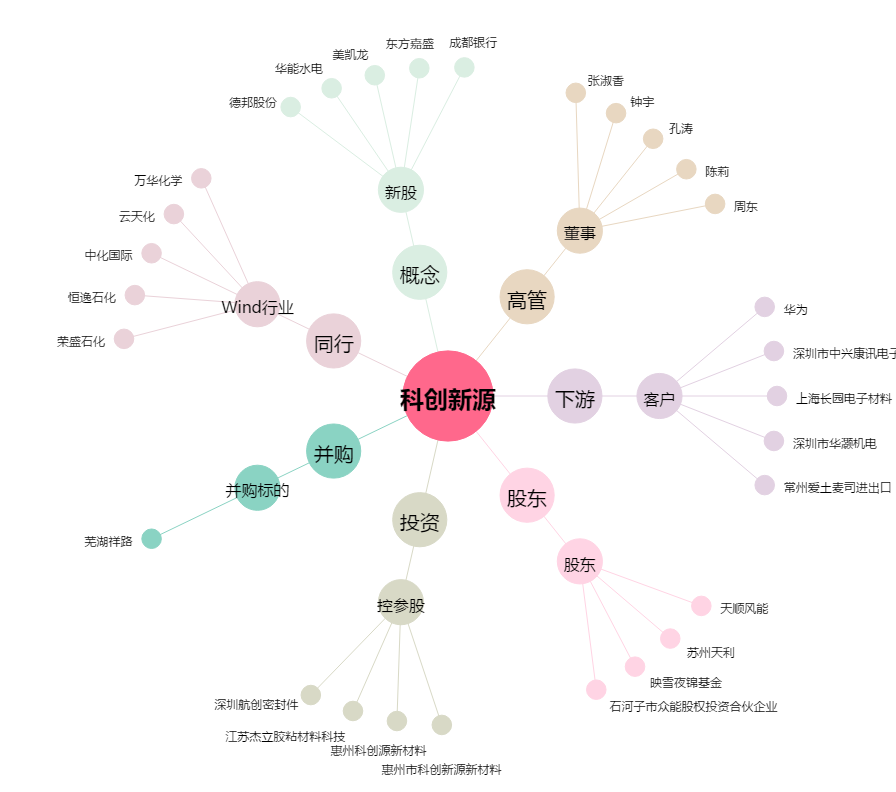 成都银行
东方嘉盛
美凯龙
华能水电
德邦股份
新股
概念
张淑香
钟宇
孔涛
陈莉
周东
董事
高管
万华化学
云天化
中化国际
恒逸石化
荣盛石化
Wind行业
同行
科创新源
下游
客户
华为
深圳市中兴康讯电子
上海长园电子材料
深圳市华灏机电
常州爱土麦司进出口
并购
并购标的
芜湖祥路
投资
控参股
深圳航创密封件
江苏杰立胶粘材料科技
惠州科创源新材料
惠州市科创新源新材料
股东
股东
天顺风能
苏州天利
映雪夜锦基金
石河子市众能股权投资合伙企业